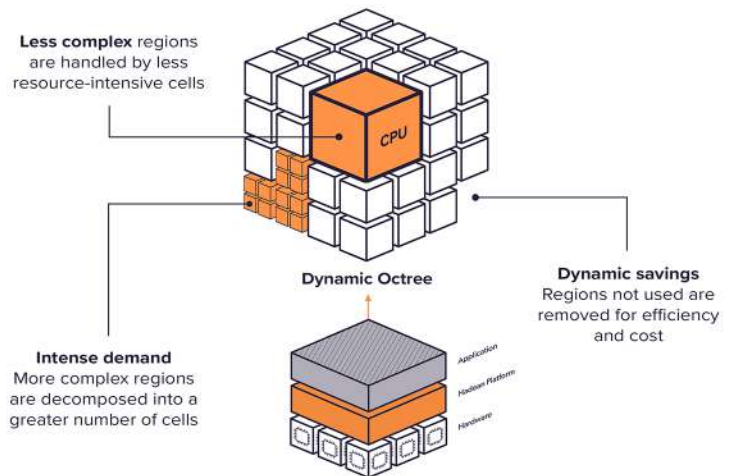 Less complex regions
are handled by less
resource-intensive cells
CPU
Dynamic Octree
Dynamic savings
Regions not used are
removed for efficiency
and cost
Intense demand
More complex regions
are decomposed into a
greater number of cells
Application
Hadean Platform
Hardware